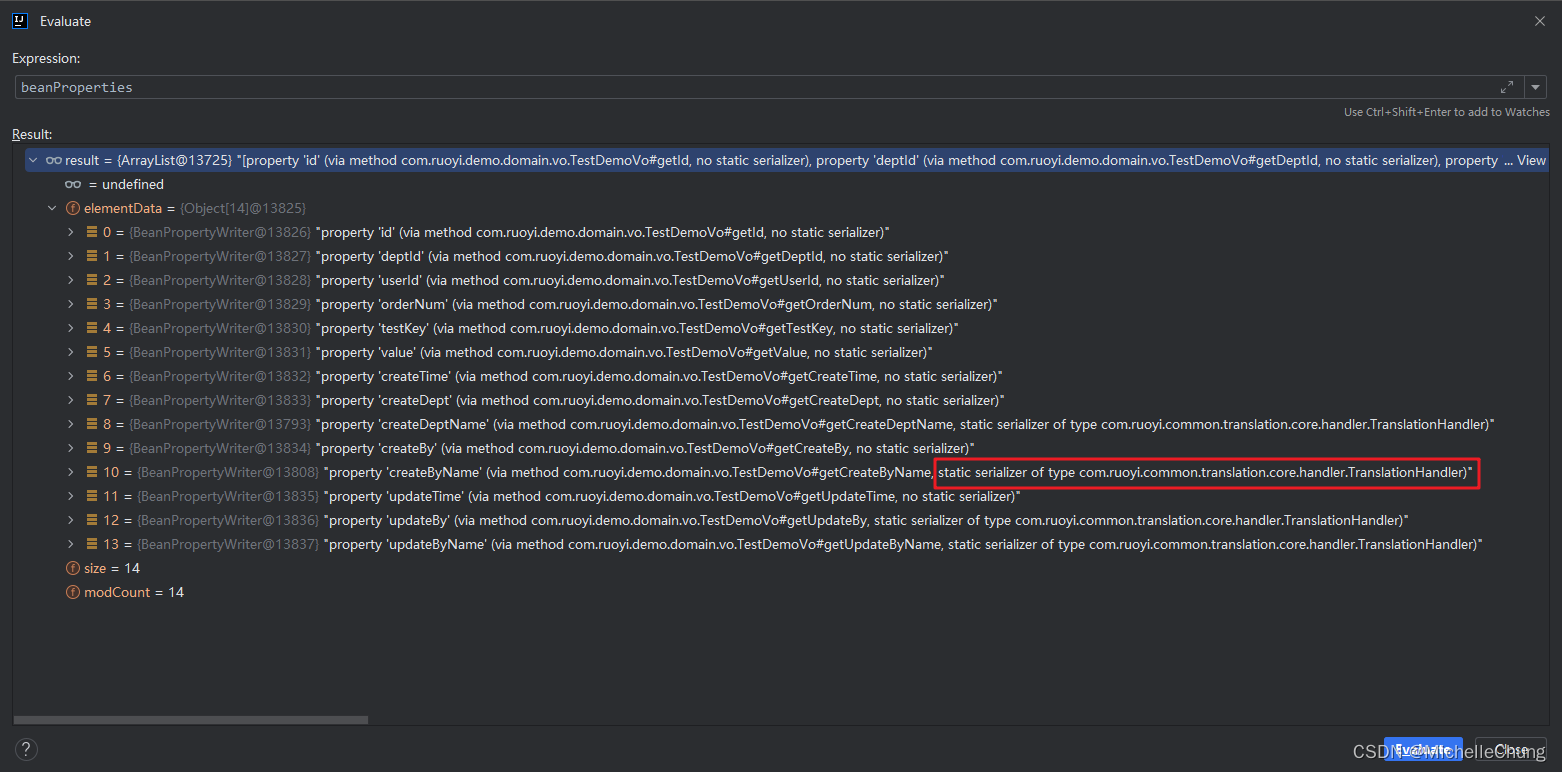 Evaluate
Expression:
beanProperties
Use Ctrl+Shift+Enter to add to Watches
Result:
result = {ArrayList@13725} "[property 'id' (via method com.ruoyi.demo.domain.vo.TestDemoVo#getId, no static serializer), property 'deptId' (via method com.ruoyi.demo.domain.vo.TestDemoVo#getDeptId, no static serializer), property ... View
= undefined
elementData = {Object[14]@13825}
0 = {BeanPropertyWriter@13826} "property 'id' (via method com.ruoyi.demo.domain.vo.TestDemoVo#getId, no static serializer)"
1 = {BeanPropertyWriter@13827} "property 'deptId' (via method com.ruoyi.demo.domain.vo.TestDemoVo#getDeptId, no static serializer)"
2 = {BeanPropertyWriter@13828} "property 'userId' (via method com.ruoyi.demo.domain.vo.TestDemoVo#getUserId, no static serializer)"
3 = {BeanPropertyWriter@13829} "property 'orderNum' (via method com.ruoyi.demo.domain.vo.TestDemoVo#getOrderNum, no static serializer)"
4 = {BeanPropertyWriter@13830} "property 'testKey' (via method com.ruoyi.demo.domain.vo.TestDemoVo#getTestKey, no static serializer)"
5 = {BeanPropertyWriter@13831} "property 'value' (via method com.ruoyi.demo.domain.vo.TestDemoVo#getValue, no static serializer)"
6 = {BeanPropertyWriter@13832} "property 'createTime' (via method com.ruoyi.demo.domain.vo.TestDemoVo#getCreateTime, no static serializer)"
7 = {BeanPropertyWriter@13833} "property 'createDept' (via method com.ruoyi.demo.domain.vo.TestDemoVo#getCreateDept, no static serializer)"
8 = {BeanPropertyWriter@13793} "property 'createDeptName' (via method com.ruoyi.demo.domain.vo.TestDemoVo#getCreateDeptName, static serializer of type com.ruoyi.common.translation.core.handler.TranslationHandler)"
9 = {BeanPropertyWriter@13834} "property 'createBy' (via method com.ruoyi.demo.domain.vo.TestDemoVo#getCreateBy, no static serializer)"
10 = {BeanPropertyWriter@13808} "property 'createByName' (via method com.ruoyi.demo.domain.vo.TestDemoVo#getCreateByName, static serializer of type com.ruoyi.common.translation.core.handler.TranslationHandler)"
11 = {BeanPropertyWriter@13835} "property 'updateTime' (via method com.ruoyi.demo.domain.vo.TestDemoVo#getUpdateTime, no static serializer)"
12 = {BeanPropertyWriter@13836} "property 'updateBy' (via method com.ruoyi.demo.domain.vo.TestDemoVo#getUpdateBy, static serializer of type com.ruoyi.common.translation.core.handler.TranslationHandler)"
13 = {BeanPropertyWriter@13837} "property 'updateByName' (via method com.ruoyi.demo.domain.vo.TestDemoVo#getUpdateByName, static serializer of type com.ruoyi.common.translation.core.handler.TranslationHandler)"
size = 14
modCount = 14
?
Evaluate
Close
CSDN @MichelleChung